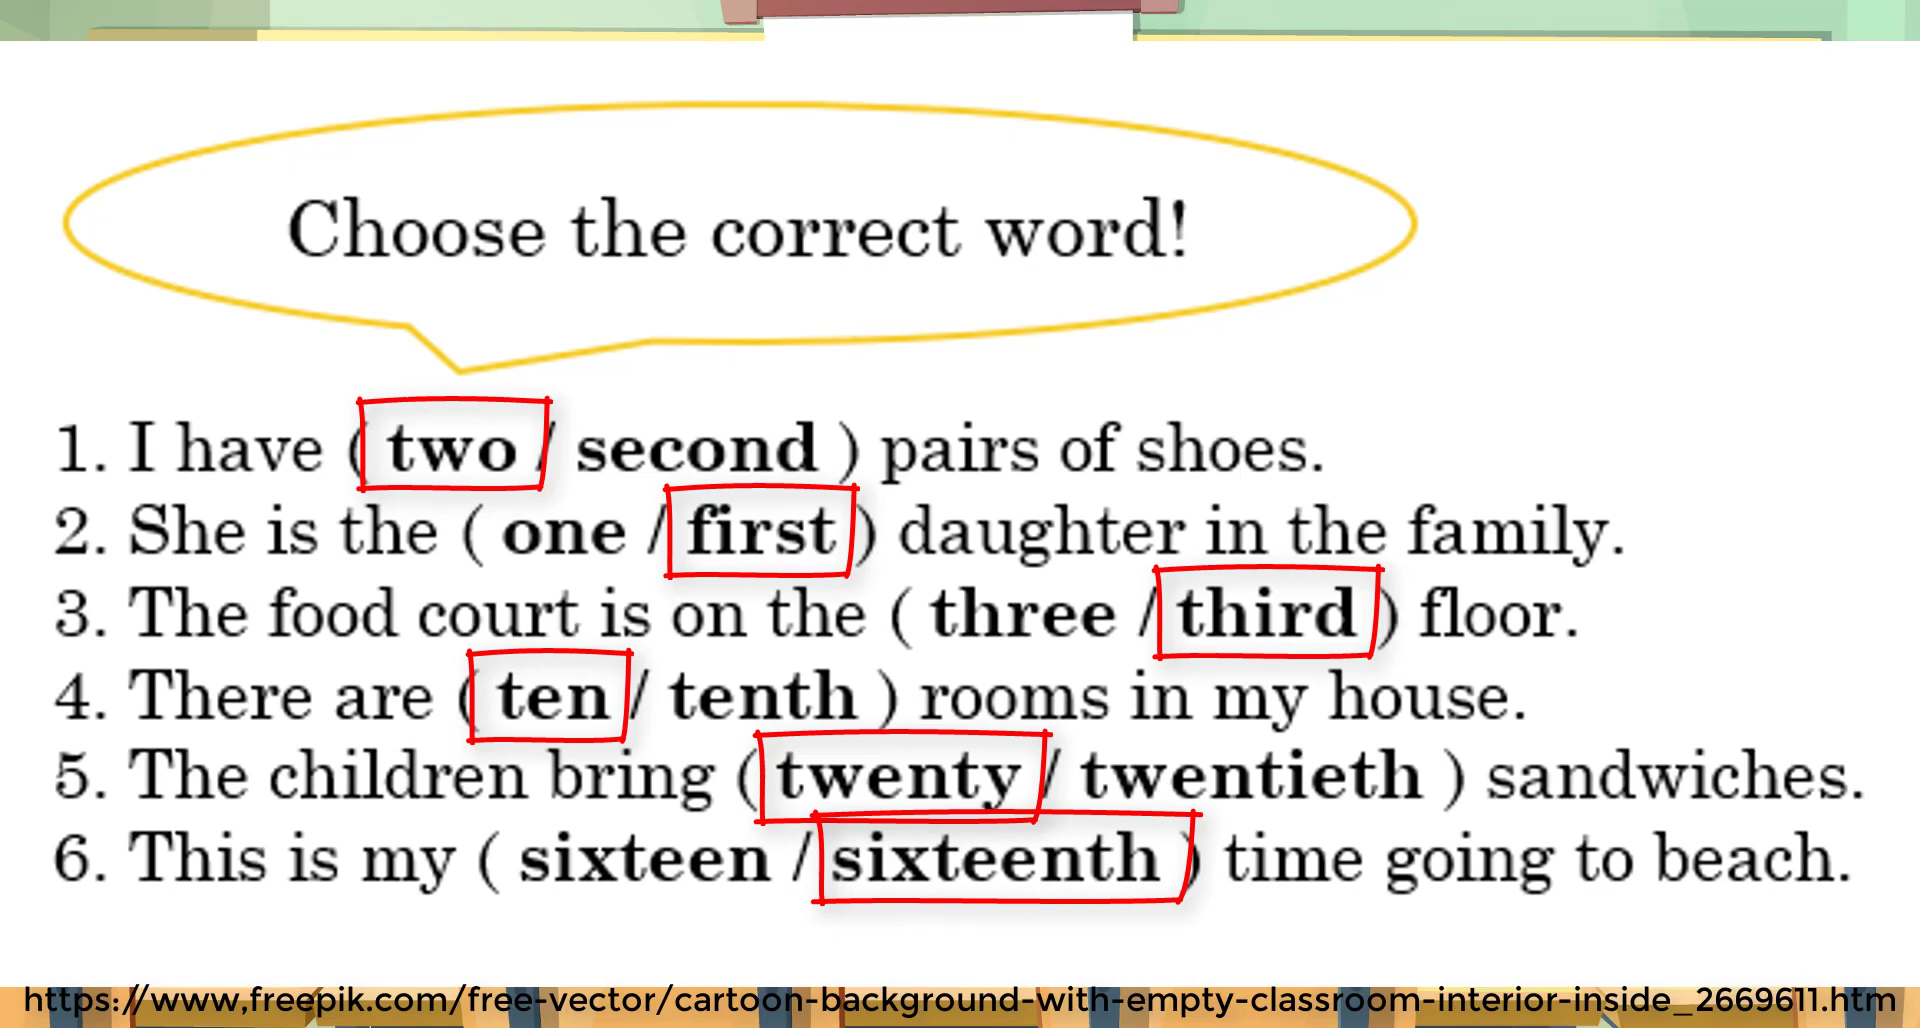 Choose the correct word!
1. I have ( two / second ) pairs of shoes.
2. She is the ( one / first ) daughter in the family.
3. The food court is on the ( three / third ) floor.
4. There are ( ten / tenth ) rooms in my house.
5. The children bring ( twenty / twentieth ) sandwiches.
6. This is my ( sixteen / sixteenth ) time going to beach.
https://www,freepik.com/free-vector/cartoon-background-with-empty-classroom-interior-inside_2669611.htm